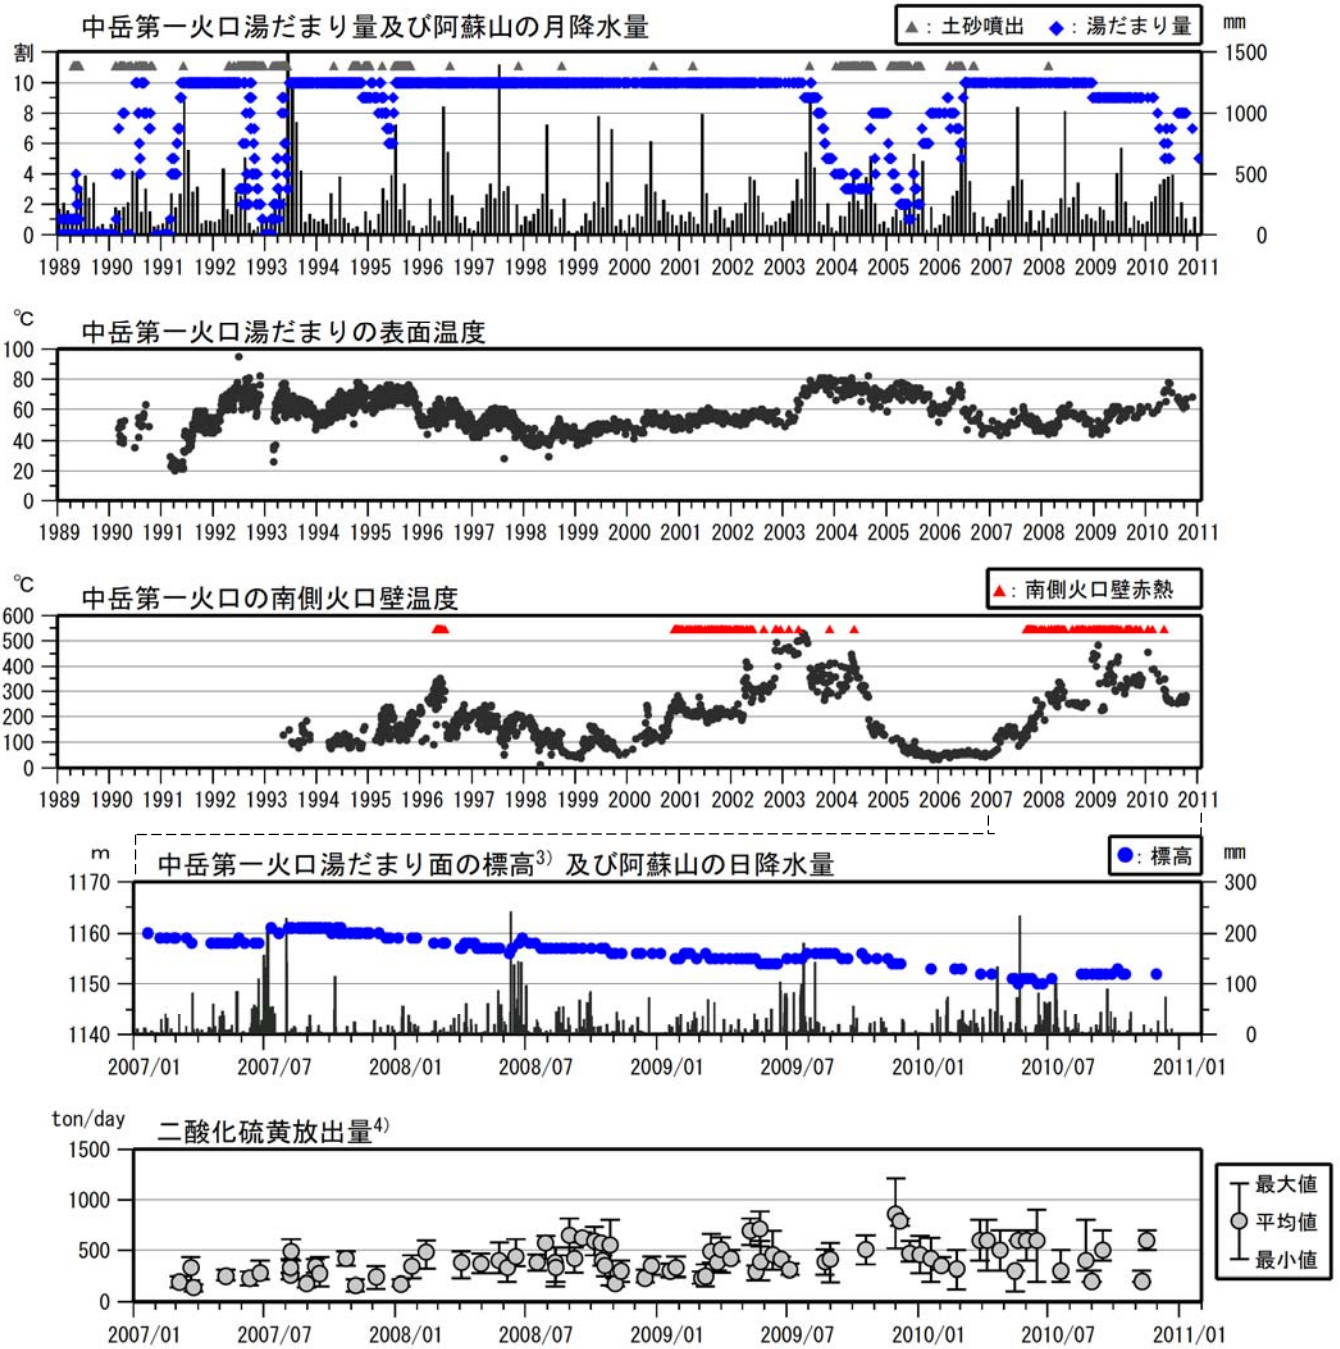 中岳第一火口湯だまり量及び阿蘇山の月降水量
▲：土砂噴出 ◆：湯だまり量
割
mm
10
8
6
4
2
0
1500
1000
500
0
1989 1990 1991 1992 1993 1994 1995 1996 1997 1998 1999 2000 2001 2002 2003 2004 2005 2006 2007 2008 2009 2010 2011
℃
中岳第一火口湯だまりの表面温度
100
80
60
40
20
0
1989 1990 1991 1992 1993 1994 1995 1996 1997 1998 1999 2000 2001 2002 2003 2004 2005 2006 2007 2008 2009 2010 2011
℃
中岳第一火口の南側火口壁温度
▲：南側火口壁赤熱
600
500
400
300
200
100
0
1989 1990 1991 1992 1993 1994 1995 1996 1997 1998 1999 2000 2001 2002 2003 2004 2005 2006 2007 2008 2009 2010 2011
m
中岳第一火口湯だまり面の標高3) 及び阿蘇山の日降水量
●：標高
mm
1170
1160
1150
1140
300
200
100
0
2007/01 2007/07 2008/01 2008/07 2009/01 2009/07 2010/01 2010/07 2011/01
ton/day
二酸化硫黄放出量4)
1500
1000
500
0
最大値
平均値
最小値
2007/01 2007/07 2008/01 2008/07 2009/01 2009/07 2010/01 2010/07 2011/01